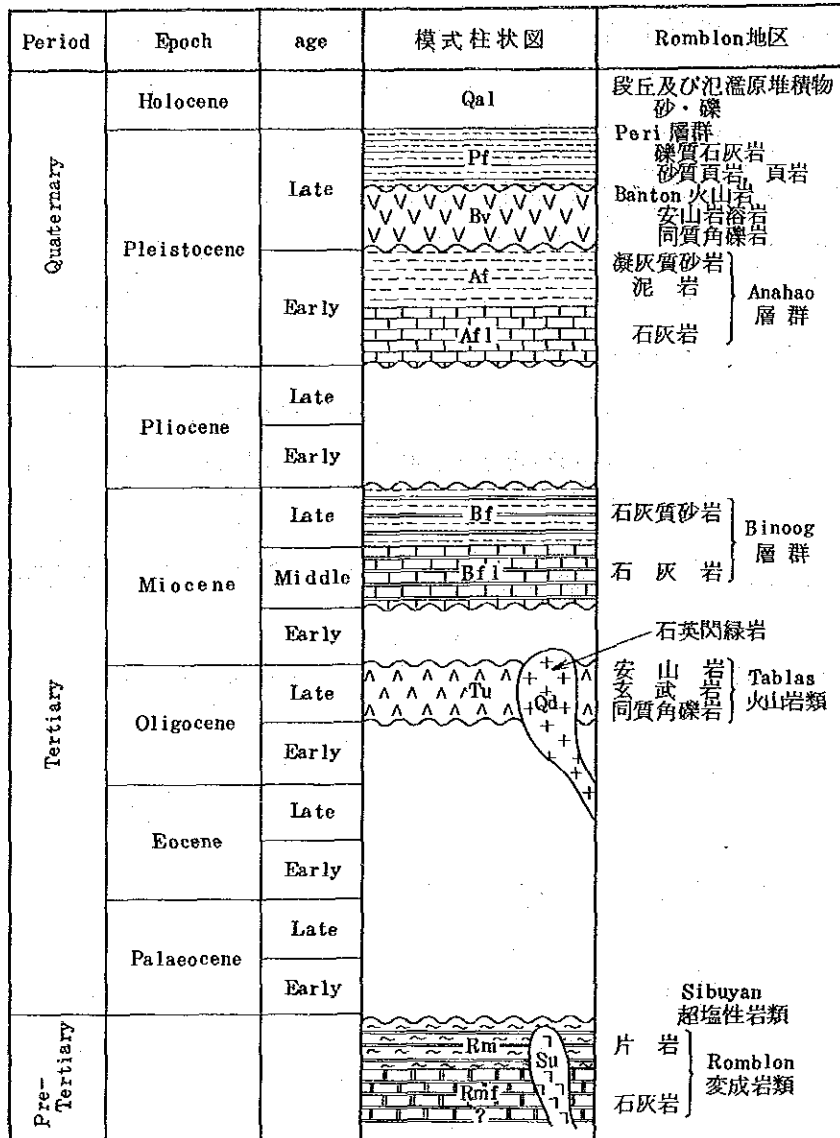 Period Epoch age 模式柱状図 Romblon地区
Quaternary
Holocene Qal 段丘及び氾濫原堆積物
砂・礫
Pleistocene
Late Pf Peri 層群
礫質石灰岩
砂質頁岩, 頁岩
Bv Banton 火山岩
安山岩溶岩
同質角礫岩
Early Af 凝灰質砂岩
泥 岩
Afl 石灰岩
Anahao
層 群
Tertiary
Pliocene
Late
Early
Miocene
Late Bf 石灰質砂岩
Middle Bfl 石 灰 岩
Binoog
層 群
Early 石英閃緑岩
Oligocene
Late Tu Qd 安 山 岩
玄 武 岩
同質角礫岩
Tablas
火山岩類
Early
Eocene
Late
Early
Palaeocene
Late
Early Sibuyan
超塩性岩類
Pre-
Tertiary
Rm Su 片 岩
Rmf 石灰岩
?
Romblon
変成岩類